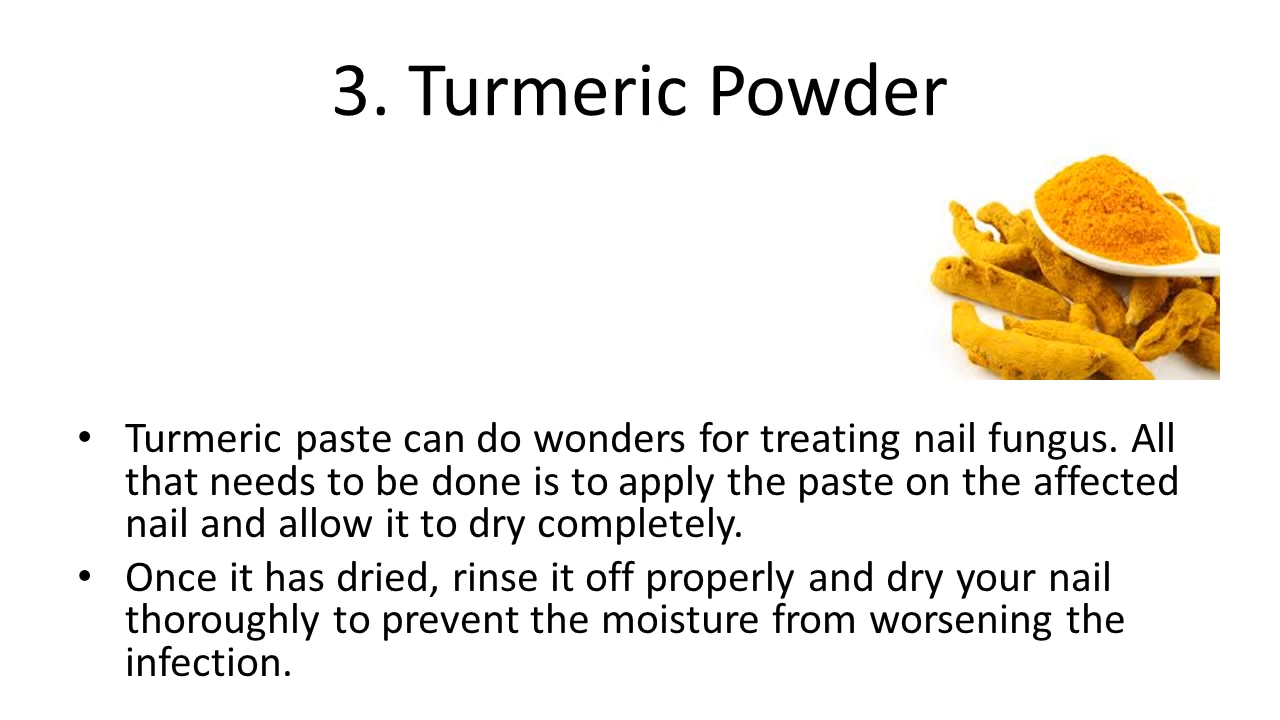 3. Turmeric Powder
• Turmeric paste can do wonders for treating nail fungus. All
that needs to be done is to apply the paste on the affected
nail and allow it to dry completely.
• Once it has dried, rinse it off properly and dry your nail
thoroughly to prevent the moisture from worsening the
infection.